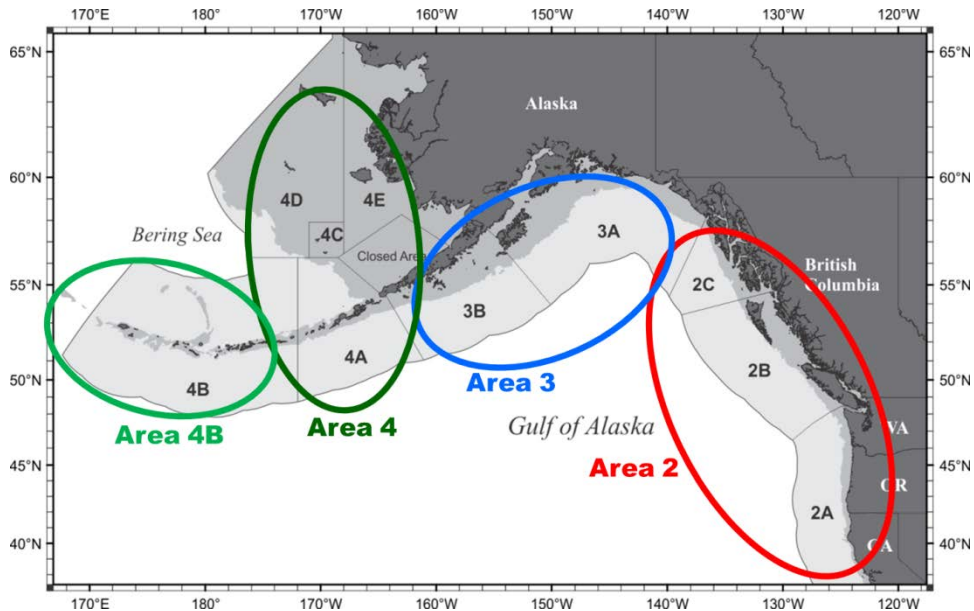 170°E 180° 170°W 160°W 150°W 140°W 130°W 120°W
65°N 65°N
Alaska
60°N 60°N
4D 4E
3A
Bering Sea
4C
Closed Area
British
Columbia
2C
55°N 55°N
3B
4A
50°N 50°N
4B
Area 3
2B
Area 4B
Area 4
Gulf of Alaska
Area 2
45°N 45°N
OR
2A
40°N 40°N
CA
170°E 180° 170°W 160°W 150°W 140°W 130°W 120°W